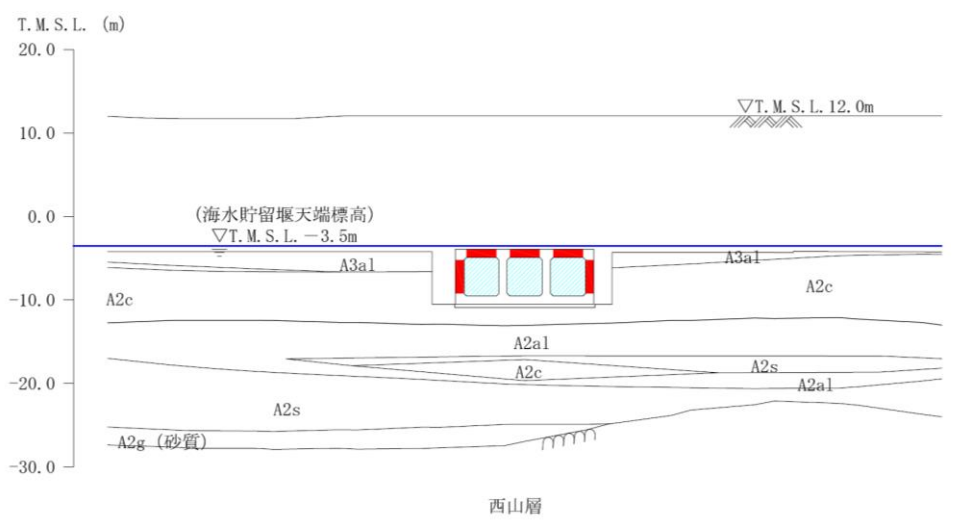 T.M.S.L. (m)
20.0
▽T.M.S.L.12.0m
10.0
0.0
(海水貯留堰天端標高)
▽T.M.S.L.－3.5m
A3al
A3al
A2c
A2c
-10.0
A2al
A2c
A2s
A2al
-20.0
A2s
A2g (砂質)
-30.0
西山層